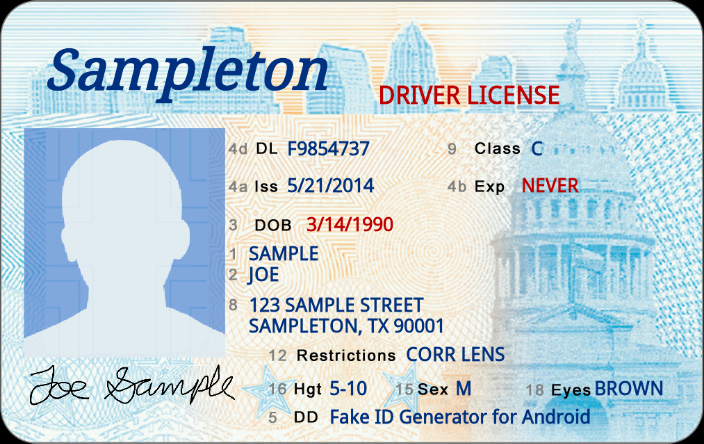 Sampleton
DRIVER LICENSE
4d DL F9854737 9 Class C
4a Iss 5/21/2014 4b Exp NEVER
3 DOB 3/14/1990
1 SAMPLE
2 JOE
8 123 SAMPLE STREET
SAMPLETON, TX 90001
12 Restrictions CORR LENS
Joe Sample
16 Hgt 5-10 15 Sex M 18 Eyes BROWN
5 DD Fake ID Generator for Android